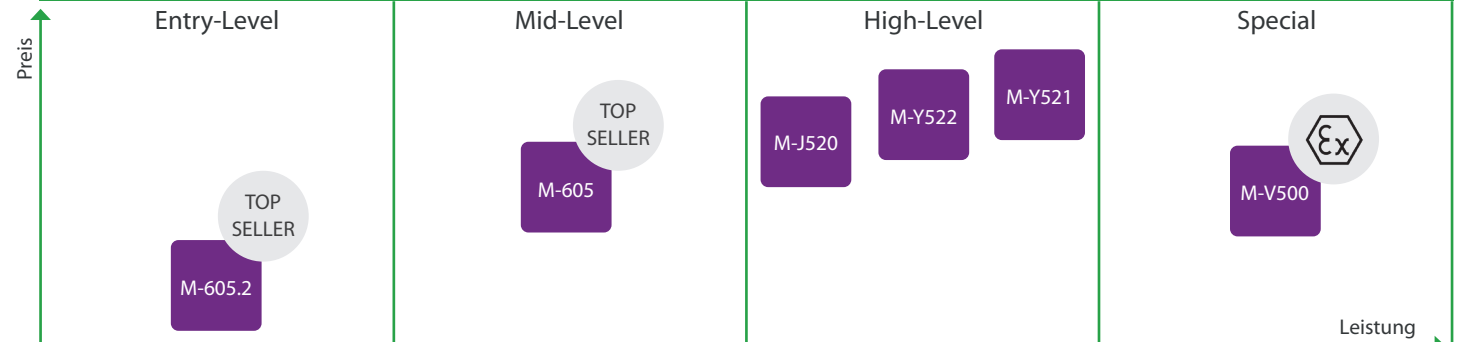 Entry-Level
Mid-Level
High-Level
Special
Preis
M-Y521
TOP
SELLER
M-Y522
M-J520
Ex
M-605
M-V500
TOP
SELLER
M-605.2
Leistung